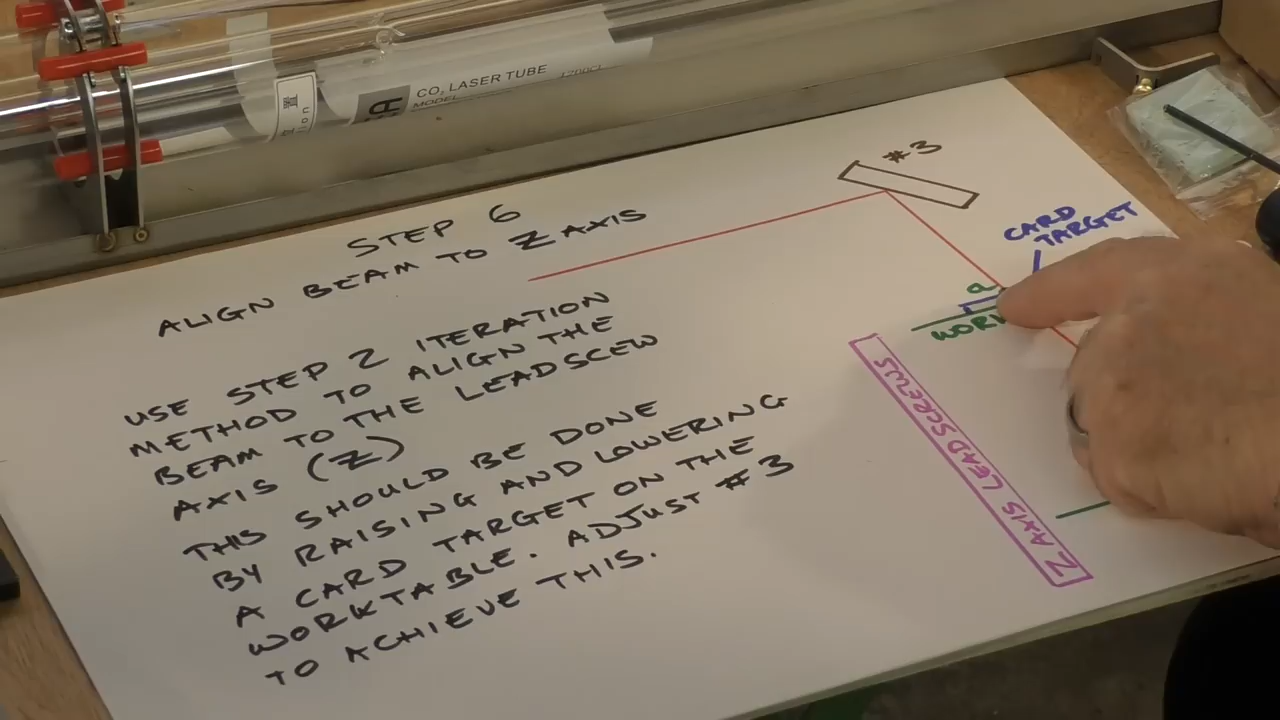 CO₂ LASER TUBE
MODEL
STEP 6
ALIGN BEAM TO Z AXIS
USE STEP 2 ITERATION
METHOD TO ALIGN THE
BEAM TO THE LEADSCEW
AXIS (Z)
THIS SHOULD BE DONE
BY RAISING AND LOWERING
A CARD TARGET ON THE
WORKTABLE. ADJUST #3
TO ACHIEVE THIS.
#3
CARD
TARGET
a
Z AXIS LEADSCREWS